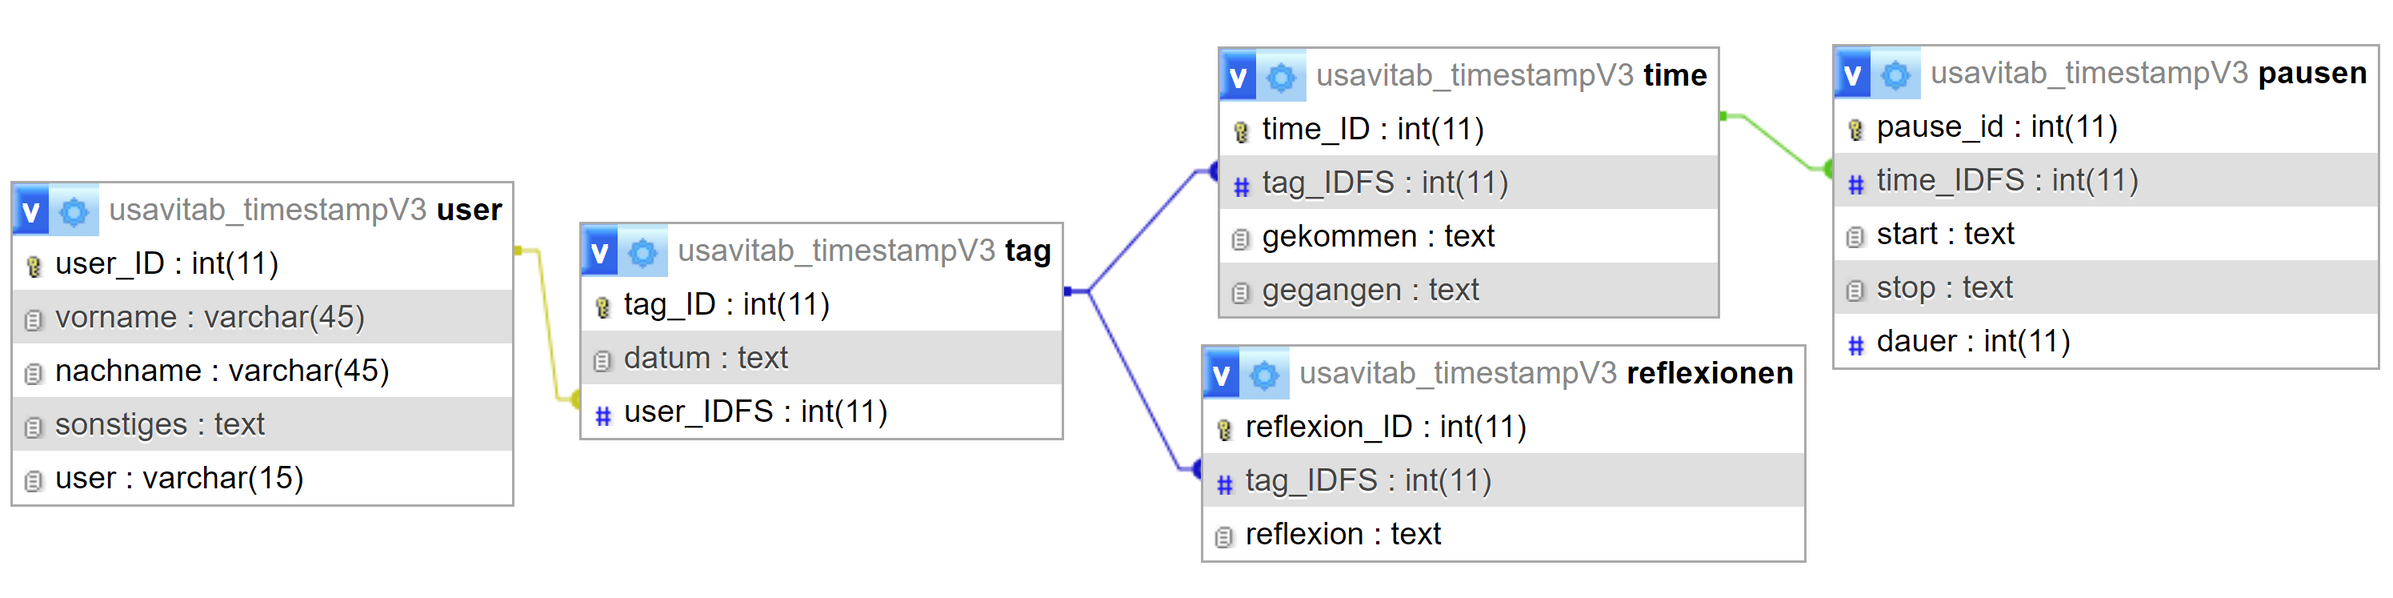 v usavitab_timestampV3 user
user_ID : int(11)
vorname : varchar(45)
nachname : varchar(45)
sonstiges : text
user : varchar(15)
v usavitab_timestampV3 tag
tag_ID : int(11)
datum : text
# user_IDFS : int(11)
v usavitab_timestampV3 time
time_ID : int(11)
# tag_IDFS : int(11)
gekommen : text
gegangen : text
v usavitab_timestampV3 reflexionen
reflexion_ID : int(11)
# tag_IDFS : int(11)
reflexion : text
v usavitab_timestampV3 pausen
pause_id : int(11)
# time_IDFS : int(11)
start : text
stop : text
# dauer : int(11)